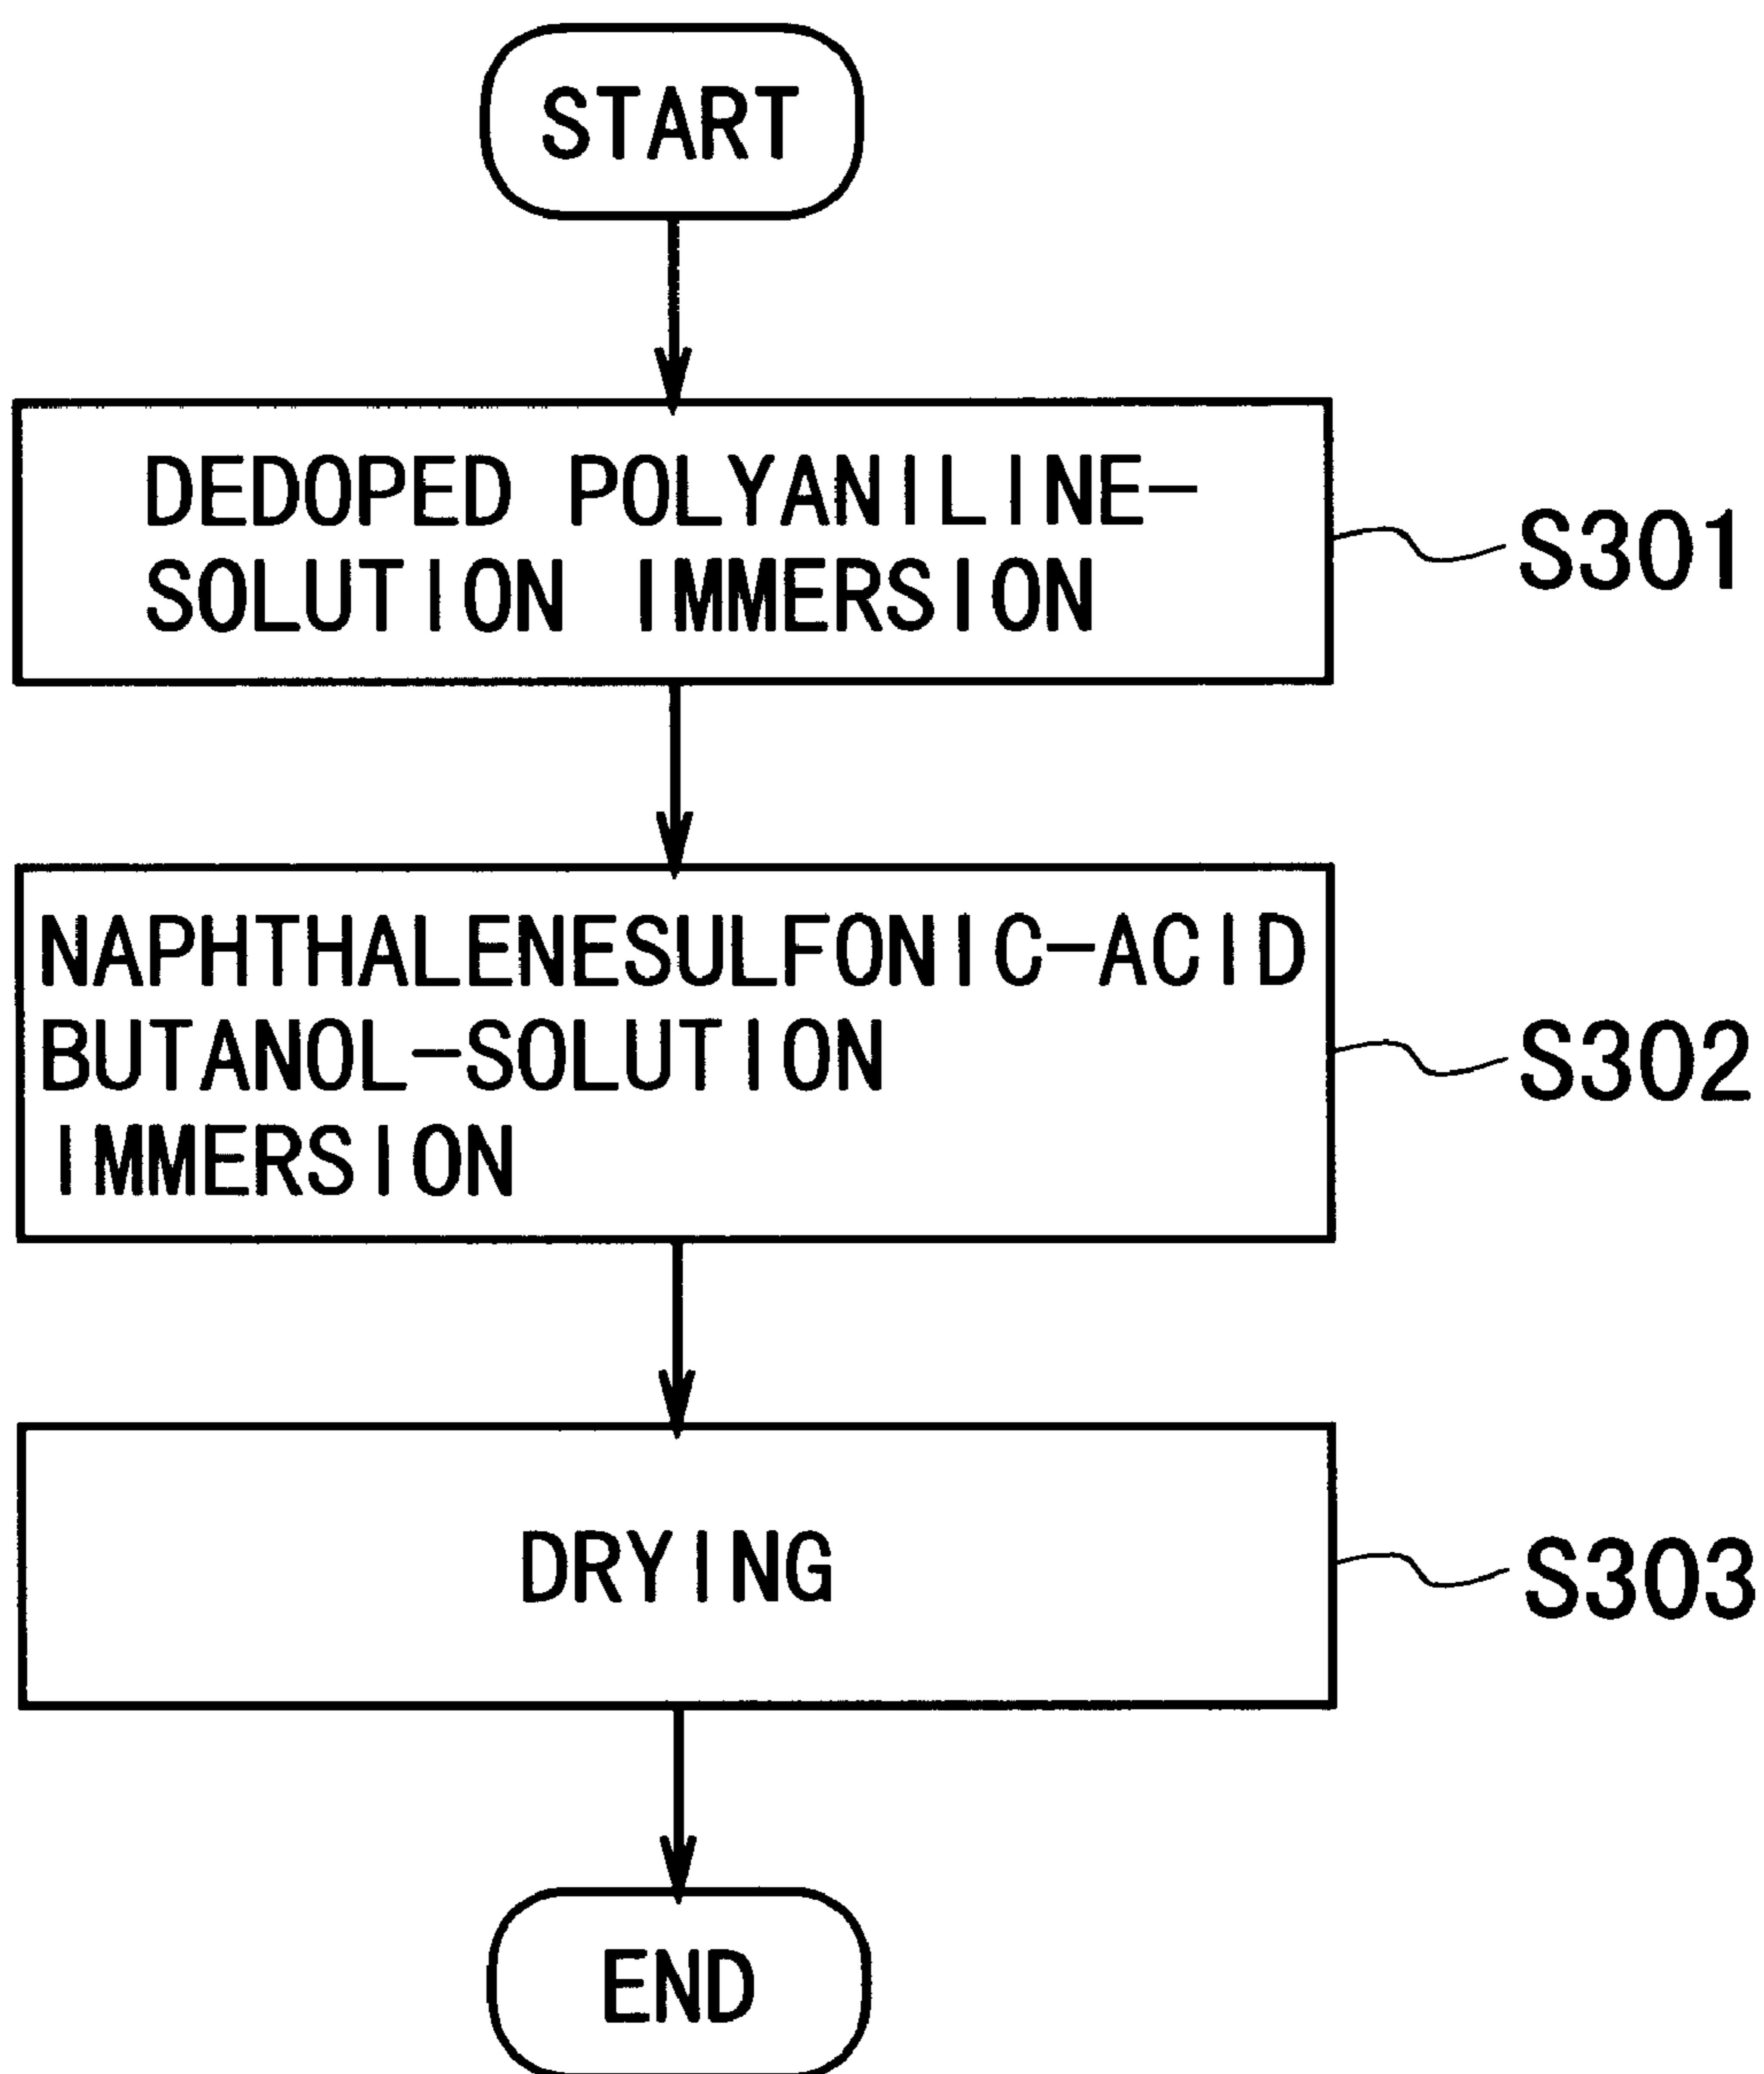 START
DEDOPED POLYANILINE-
SOLUTION IMMERSION
S301
NAPHTHALENESULFONIC-ACID
BUTANOL-SOLUTION
IMMERSION
S302
DRYING
S303
END